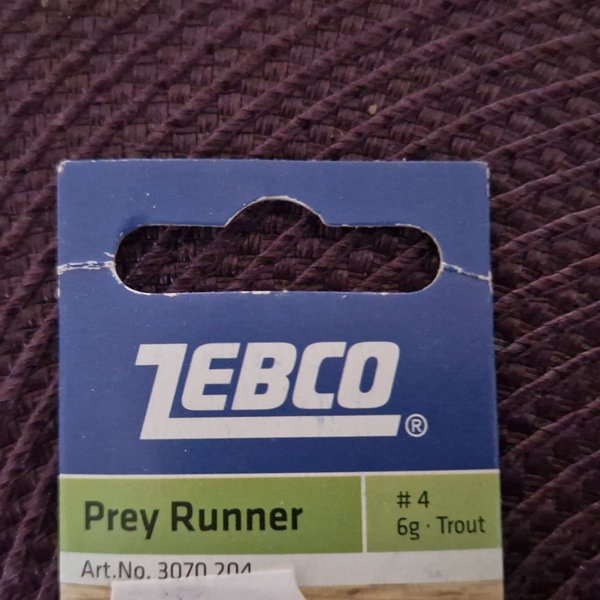 ZEBCO®
Prey Runner
# 4
6g · Trout
Art.No. 3070 204